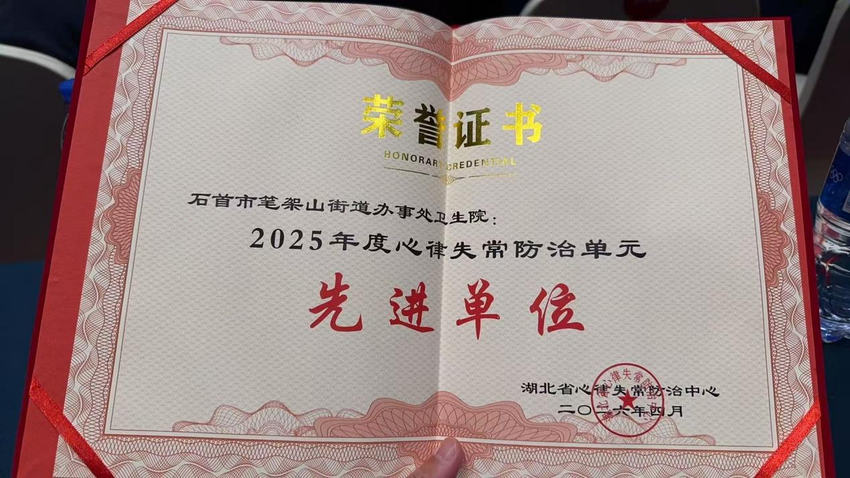 荣誉证书
HONORARY CREDENTIAL
石首市笔架山街道办事处卫生院：
2025年度心律失常防治单元
先进单位
湖北省心律失常防治中心
二〇二六年四月